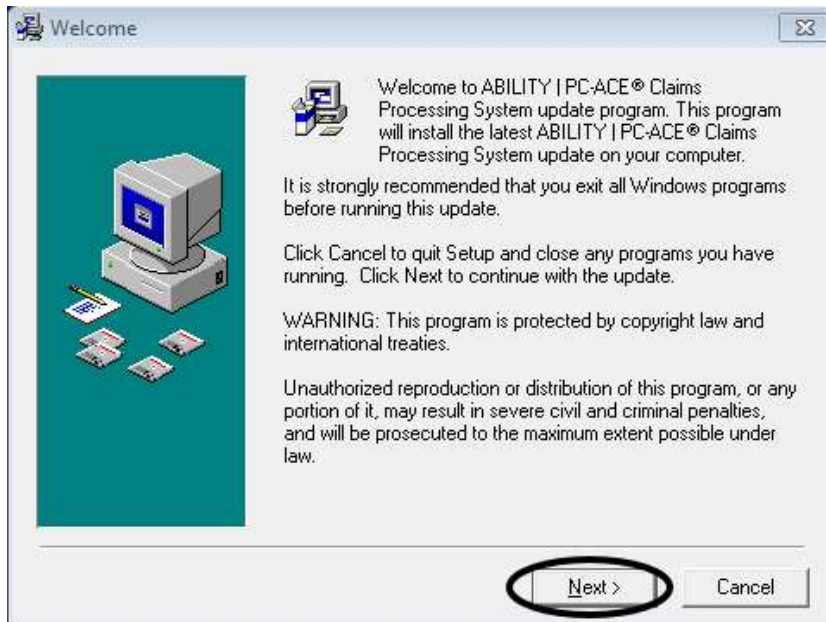 Welcome
Welcome to ABILITY | PC-ACE® Claims
Processing System update program. This program
will install the latest ABILITY | PC-ACE® Claims
Processing System update on your computer.
It is strongly recommended that you exit all Windows programs
before running this update.
Click Cancel to quit Setup and close any programs you have
running. Click Next to continue with the update.
WARNING: This program is protected by copyright law and
international treaties.
Unauthorized reproduction or distribution of this program, or any
portion of it, may result in severe civil and criminal penalties,
and will be prosecuted to the maximum extent possible under
law.
Next > Cancel